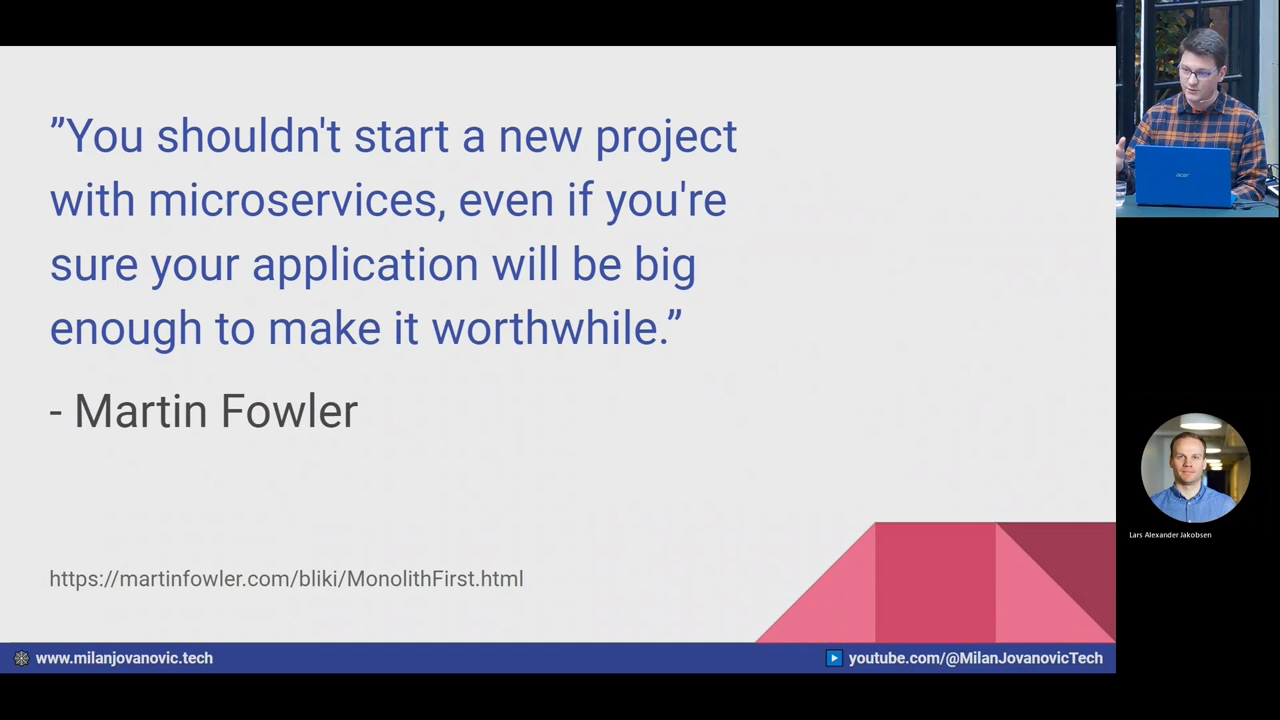 ”You shouldn't start a new project
with microservices, even if you're
sure your application will be big
enough to make it worthwhile.”
- Martin Fowler
https://martinfowler.com/bliki/MonolithFirst.html
www.milanjovanovic.tech
youtube.com/@MilanJovanovicTech
acer
Lars Alexander Jakobsen